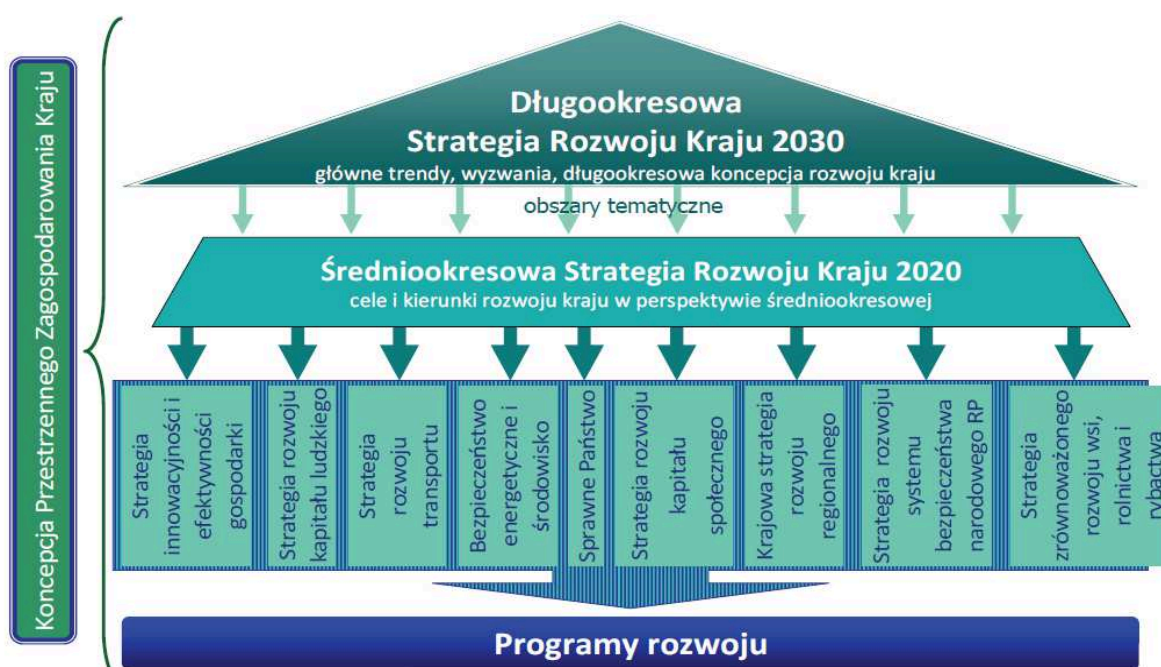 Koncepcja Przestrzennego Zagospodarowania Kraju
Długookresowa
Strategia Rozwoju Kraju 2030
główne trendy, wyzwania, długookresowa koncepcja rozwoju kraju
obszary tematyczne
Średniookresowa Strategia Rozwoju Kraju 2020
cele i kierunki rozwoju kraju w perspektywie średniookresowej
Strategia
innowacyjności i
efektywności
gospodarki
Strategia rozwoju
kapitału ludzkiego
Strategia
rozwoju
transportu
Bezpieczeństwo
energetyczne i
środowisko
Sprawne Państwo
Strategia rozwoju
kapitału
społecznego
Krajowa strategia
rozwoju
regionalnego
Strategia rozwoju
systemu
bezpieczeństwa
narodowego RP
Strategia
zrównoważonego
rozwoju wsi,
rolnictwa i
rybactwa
Programy rozwoju